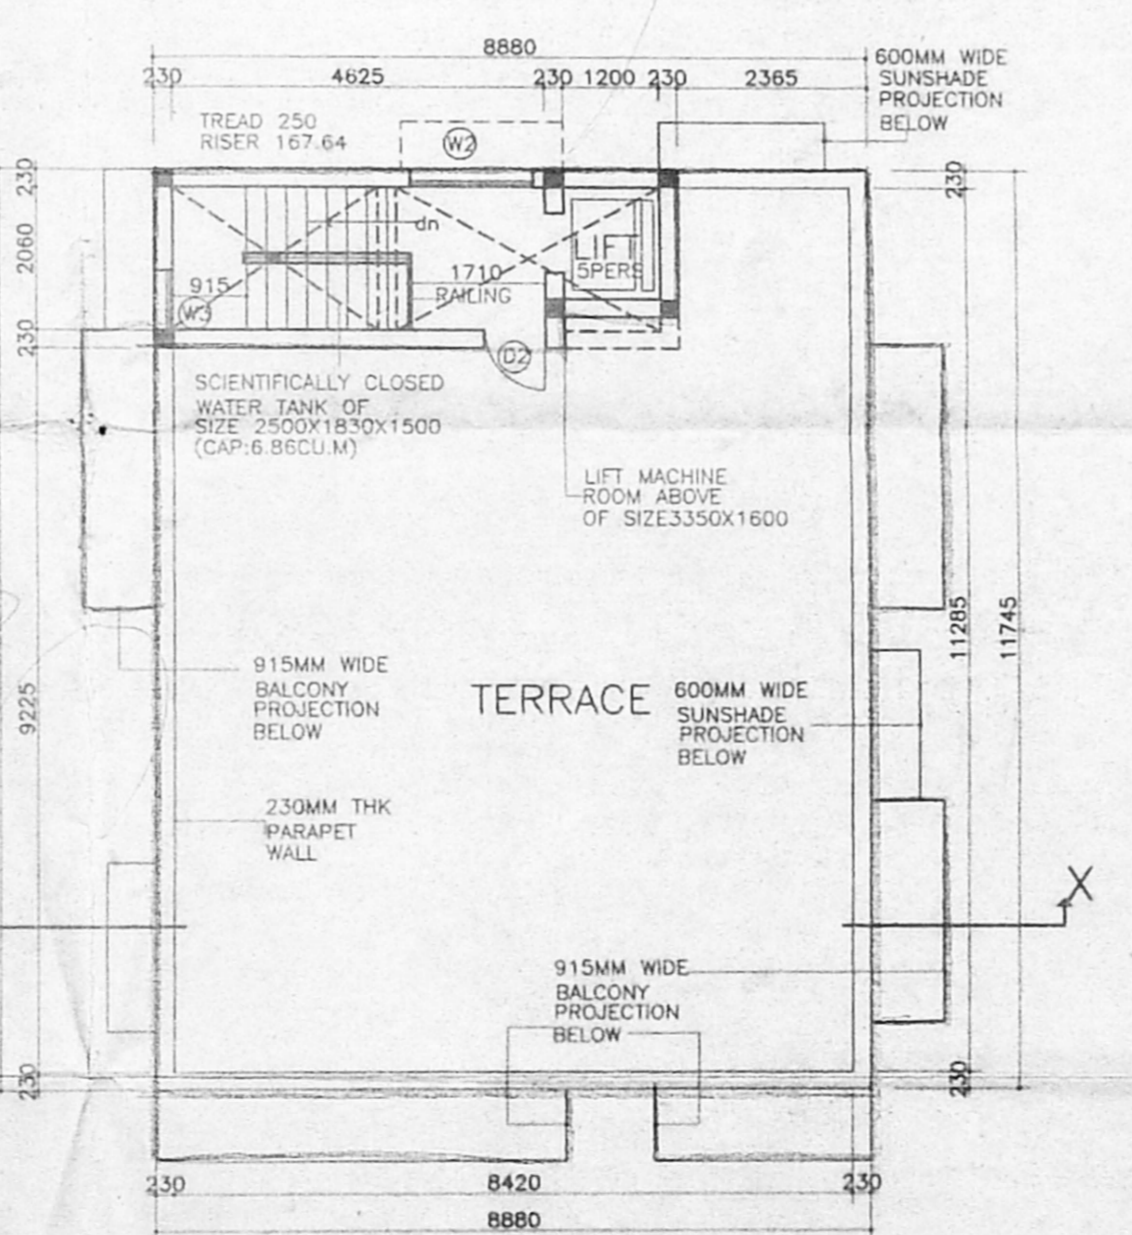 8880
230 4625 230 1200 230 2365
600MM WIDE
SUNSHADE
PROJECTION
BELOW
TREAD 250
RISER 167.64
W2
230
230
2060
dn
LIFT
5PERS
915
1710
RAILING
W3
230
D2
SCIENTIFICALLY CLOSED
WATER TANK OF
SIZE 2500X1830X1500
(CAP:6.86CU.M)
LIFT MACHINE
ROOM ABOVE
OF SIZE3350X1600
11285
11745
915MM WIDE
BALCONY
PROJECTION
BELOW
TERRACE
600MM WIDE
SUNSHADE
PROJECTION
BELOW
9225
230MM THK
PARAPET
WALL
X
915MM WIDE
BALCONY
PROJECTION
BELOW
230
230
230 8420 230
8880